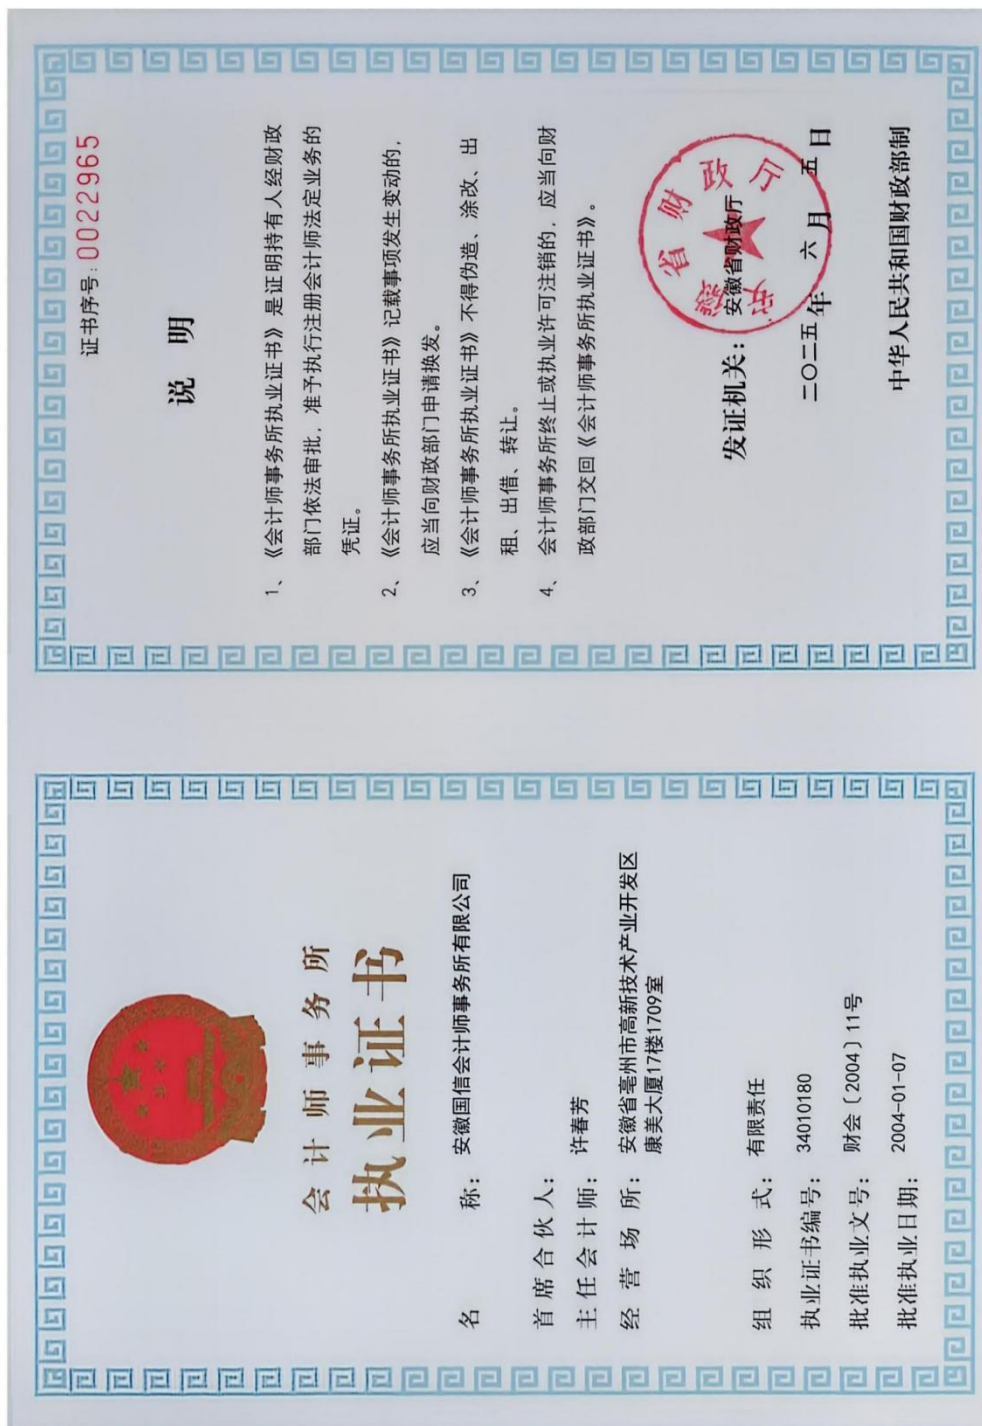 会计师事务所
执业证书
名 称： 安徽国信会计师事务所有限公司
首席合伙人：
主任会计师： 许春芳
经营场所： 安徽省亳州市高新技术产业开发区
康美大厦17楼1709室
组织形式： 有限责任
执业证书编号： 34010180
批准执业文号： 财会〔2004〕11号
批准执业日期： 2004-01-07
证书序号：0022965
说 明
1、《会计师事务所执业证书》是证明持有人经财政
部门依法审批，准予执行注册会计师法定业务的
凭证。
2、《会计师事务所执业证书》记载事项发生变动的，
应当向财政部门申请换发。
3、《会计师事务所执业证书》不得伪造、涂改、出
租、出借、转让。
4、会计师事务所终止或执业许可注销的，应当向财
政部门交回《会计师事务所执业证书》。
发证机关： 安徽省财政厅
安徽省财政厅
二〇二五年 六 月 五 日
中华人民共和国财政部制